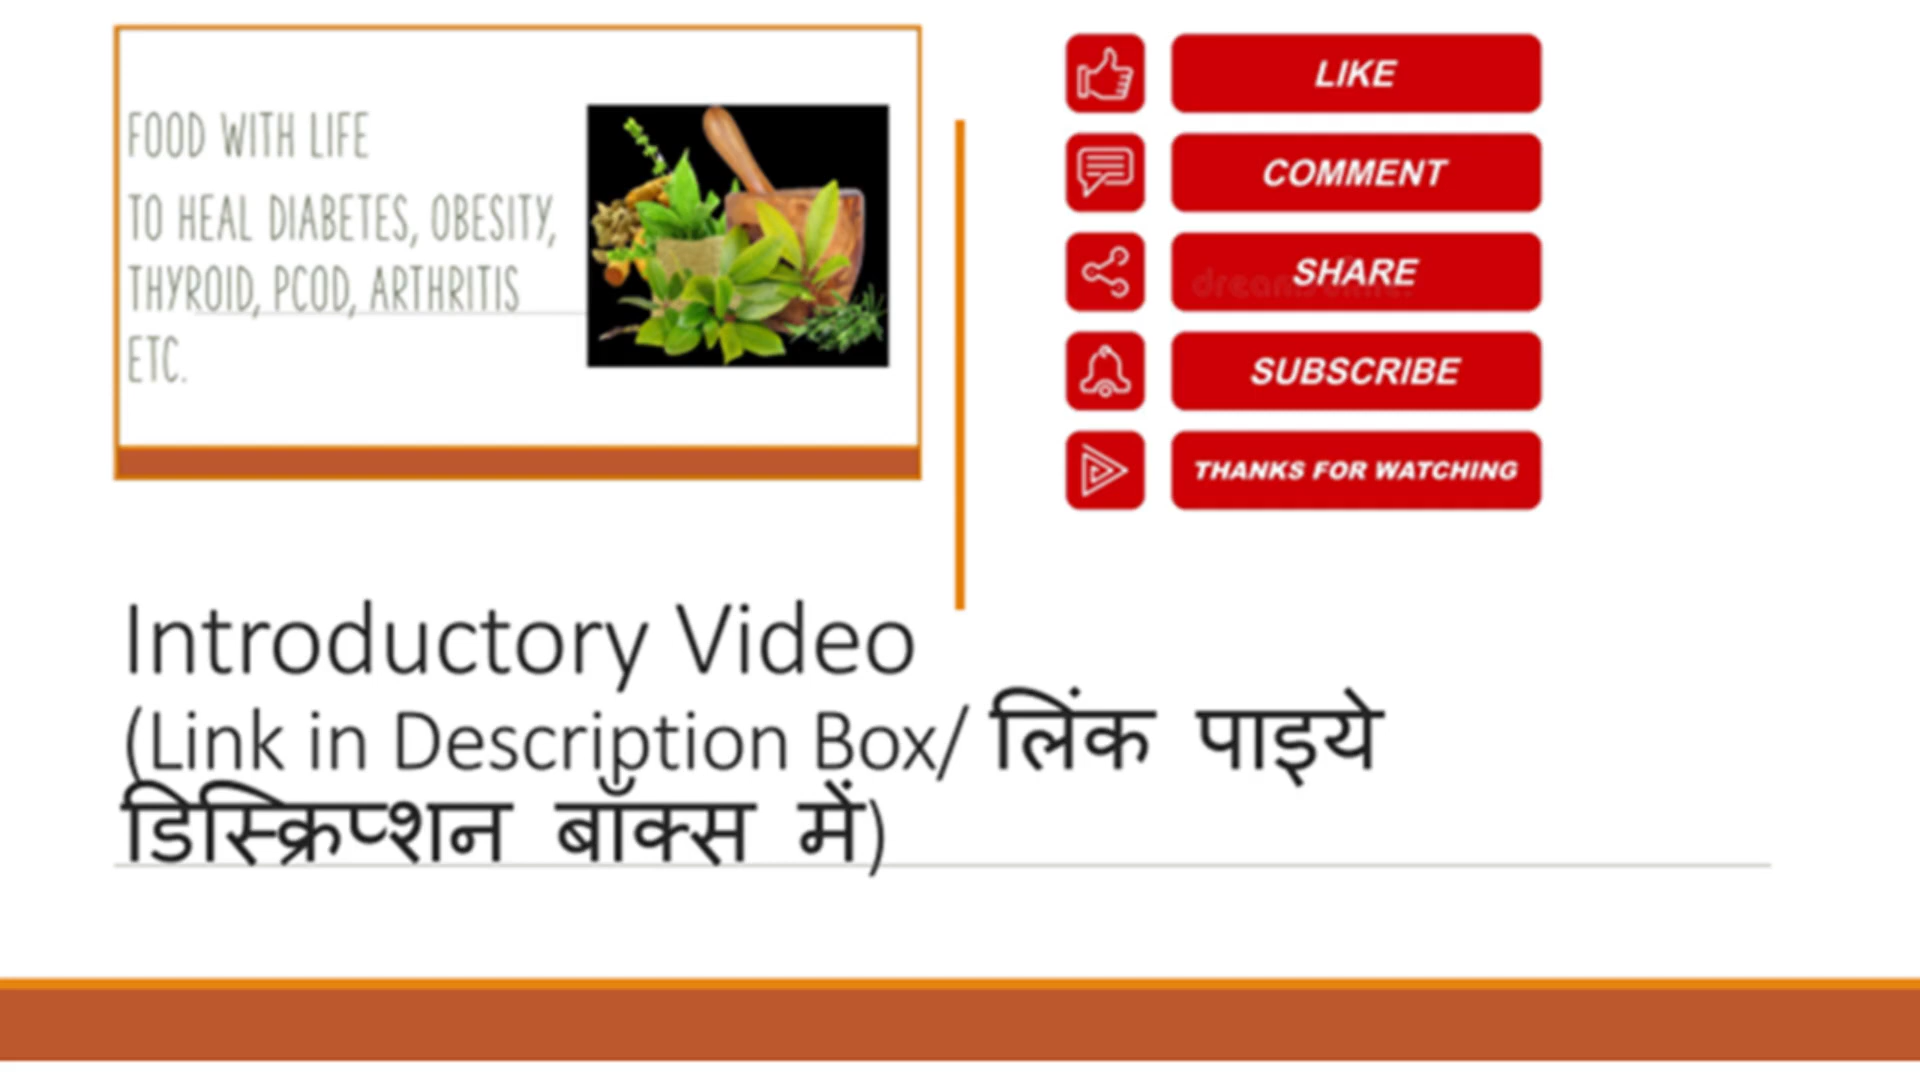 FOOD WITH LIFE
TO HEAL DIABETES, OBESITY,
THYROID, PCOD, ARTHRITIS
ETC.
LIKE
COMMENT
SHARE
SUBSCRIBE
THANKS FOR WATCHING
Introductory Video
(Link in Description Box/ लिंक पाइये
डिस्क्रिप्शन बॉक्स में)